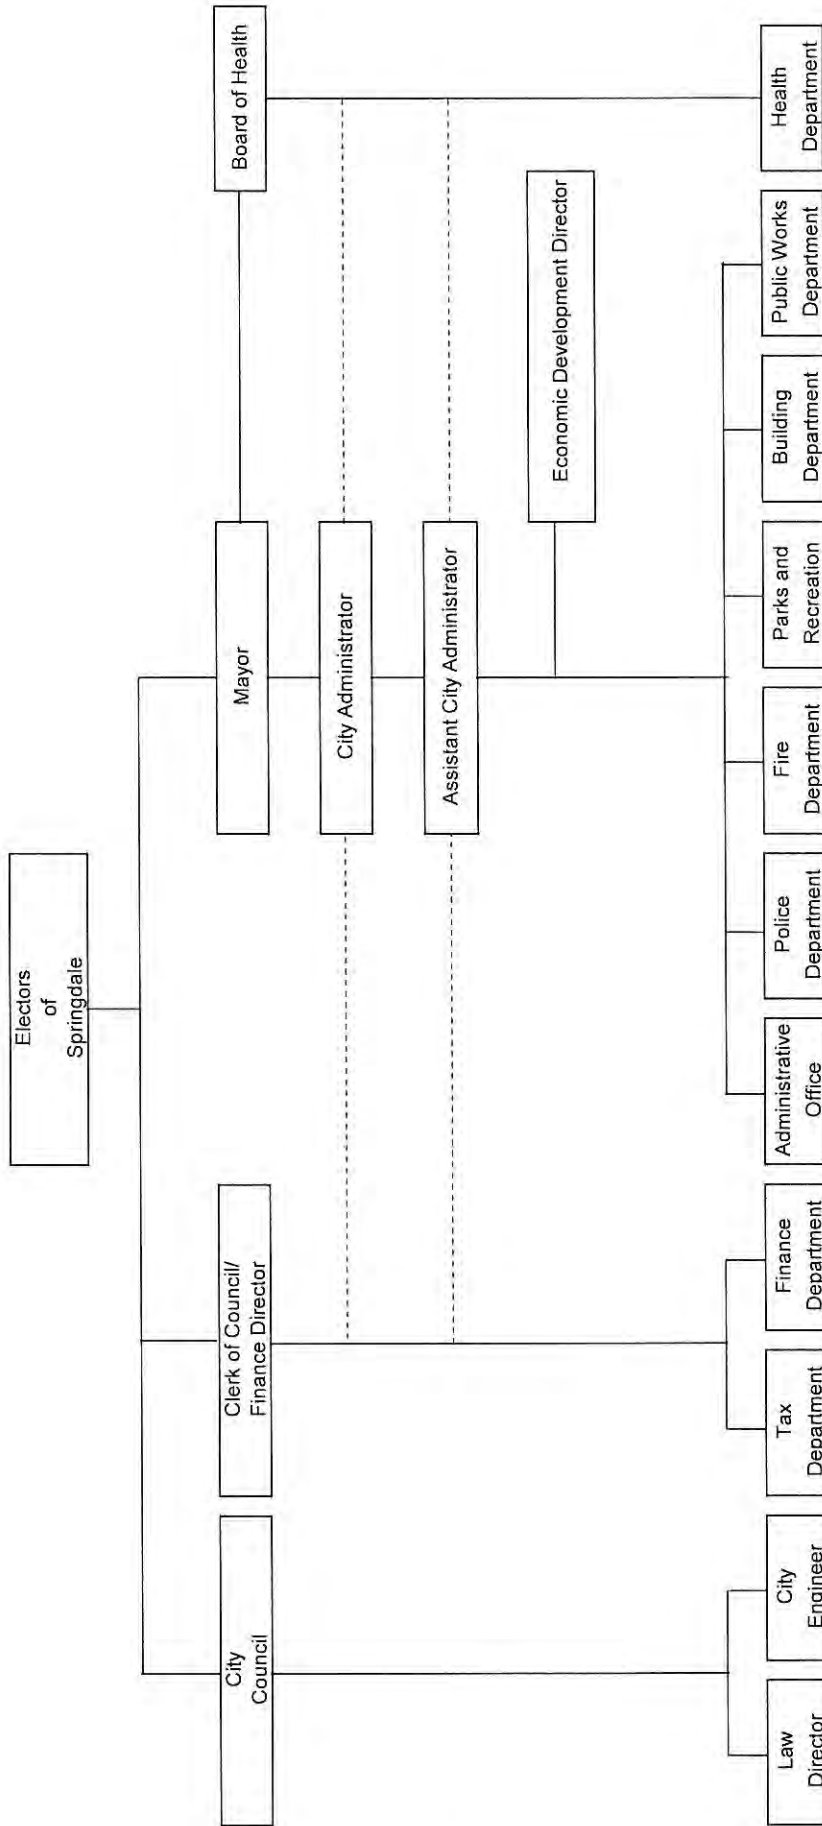 Electors
of
Springdale
City
Council
Clerk of Council/
Finance Director
Mayor
Board of Health
City Administrator
Assistant City Administrator
Economic Development Director
Law
Director
City
Engineer
Tax
Department
Finance
Department
Administrative
Office
Police
Department
Fire
Department
Parks and
Recreation
Building
Department
Public Works
Department
Health
Department